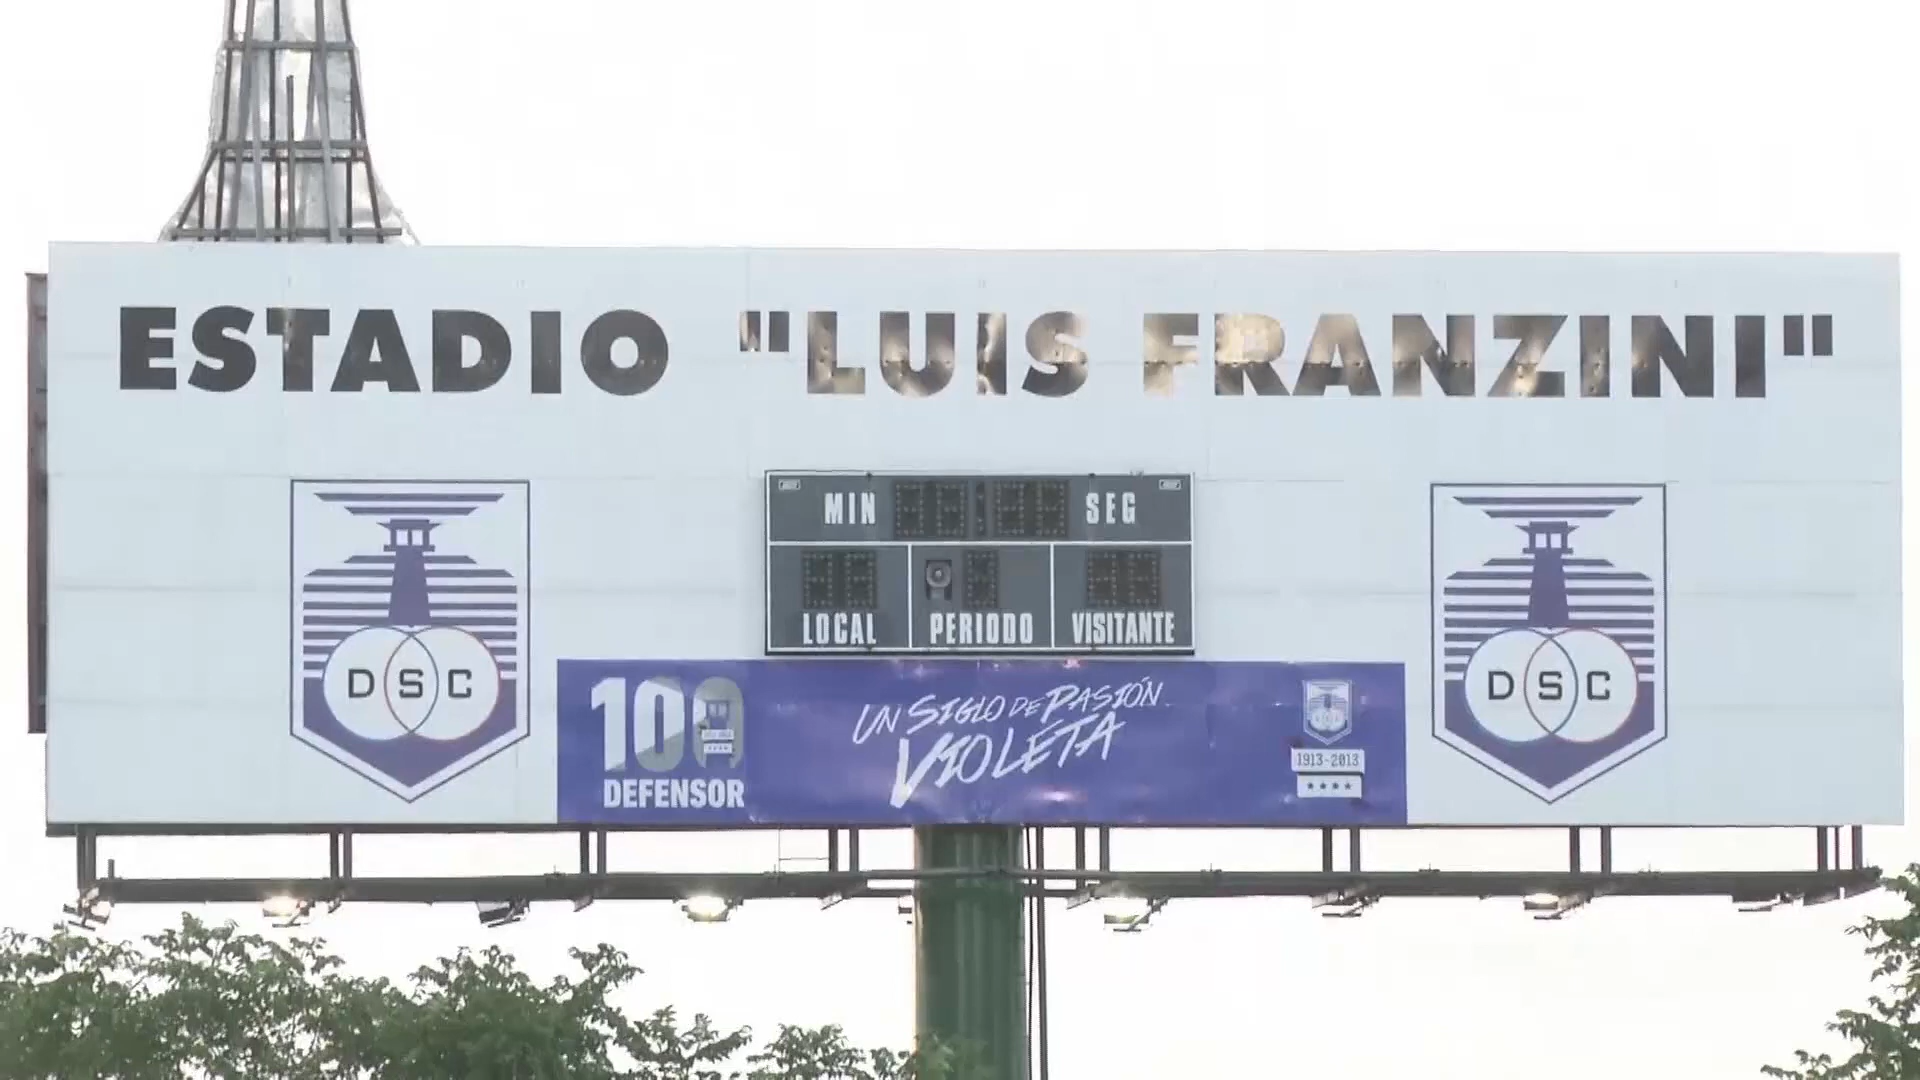 ESTADIO "LUIS FRANZINI"
MIN SEG
LOCAL PERIODO VISITANTE
DSC
DSC
100
DEFENSOR
UN SIGLO DE PASIÓN
VIOLETA
1913-2013